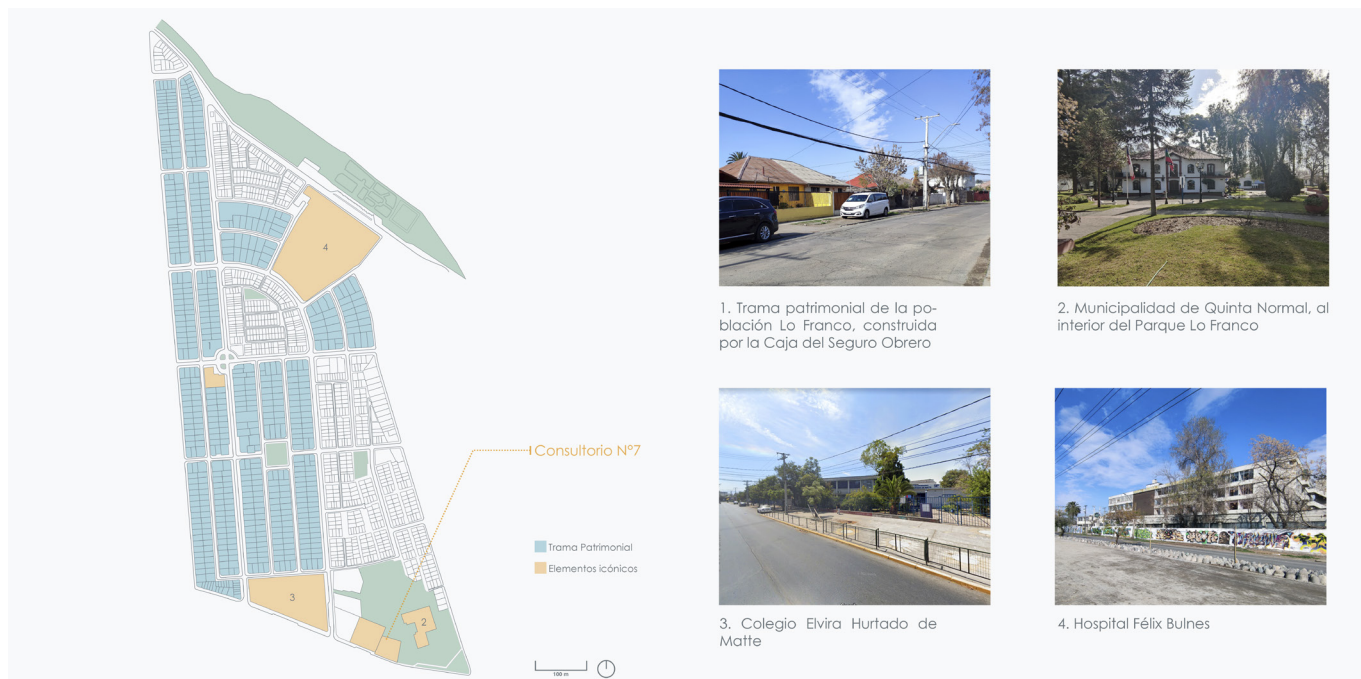 4
Consultorio N°7
Trama Patrimonial
Elementos icónicos
3
2
100 m
1. Trama patrimonial de la po-
blación Lo Franco, construida
por la Caja del Seguro Obrero
2. Municipalidad de Quinta Normal, al
interior del Parque Lo Franco
3. Colegio Elvira Hurtado de
Matte
4. Hospital Félix Bulnes